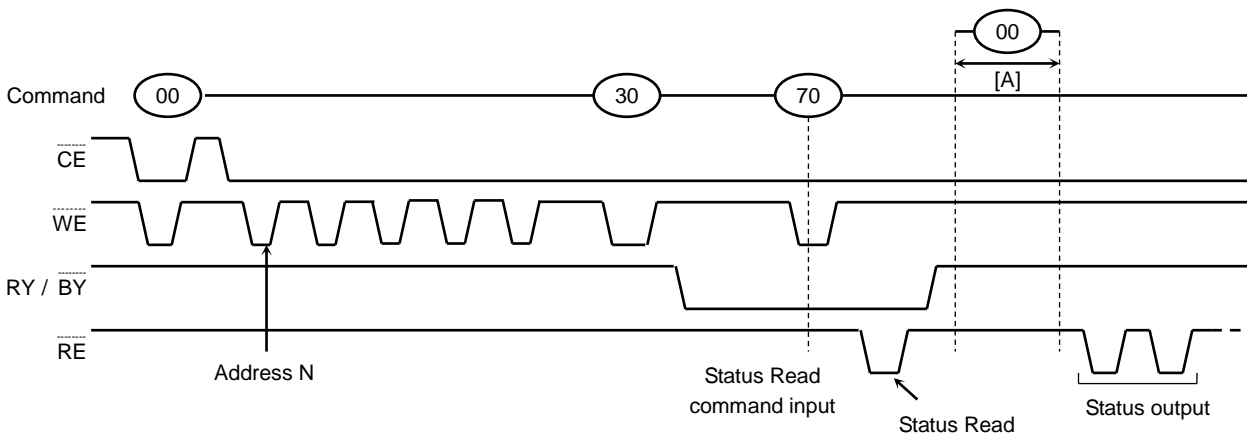 00
[A]
Command 00 30 70
CE
WE
RY / BY
RE
Address N
Status Read
command input
Status Read
Status output